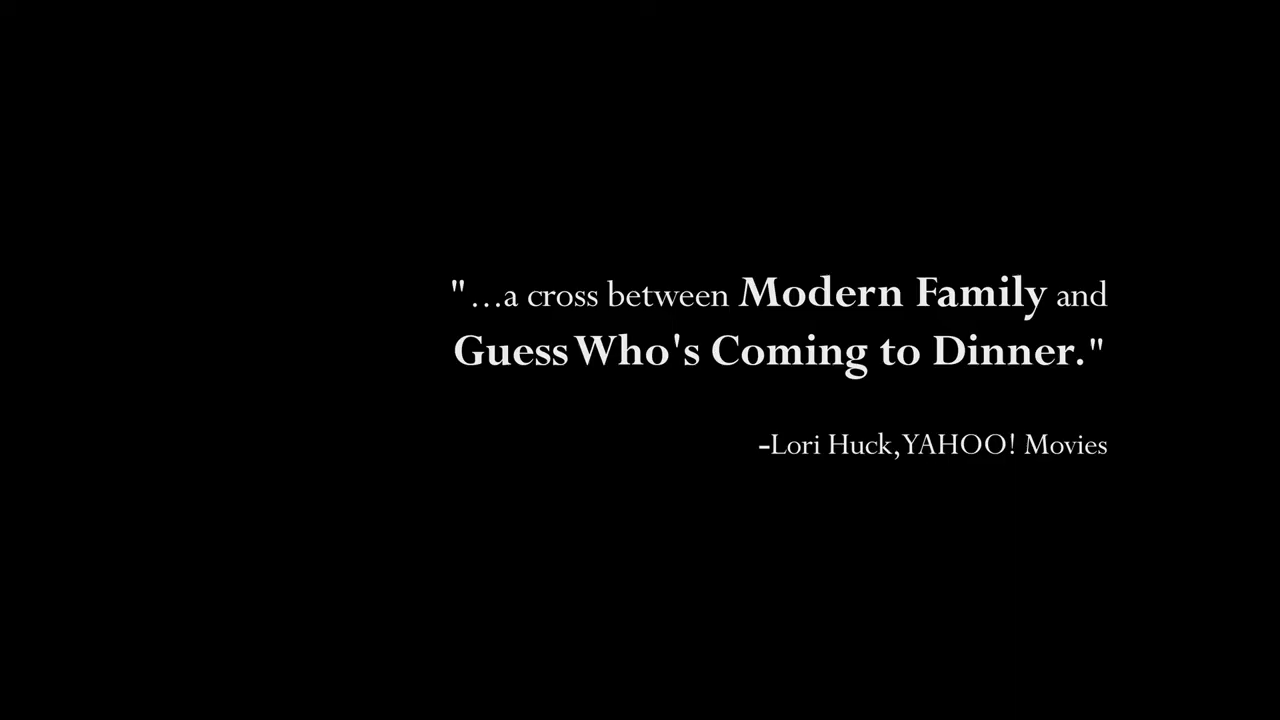 "...a cross between Modern Family and
Guess Who's Coming to Dinner."
-Lori Huck, YAHOO! Movies